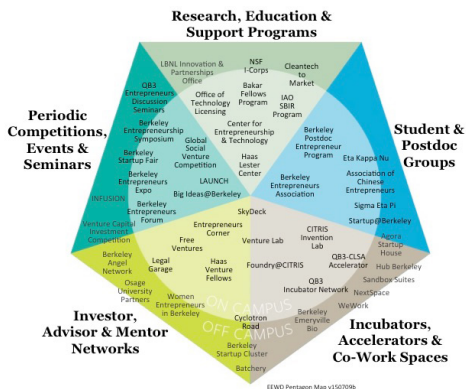 Research, Education &
Support Programs
LBNL Innovation &
Partnerships
Office
NSF
I-Corps
Cleantech
to
Market
Office of
Technology
Licensing
Bakar
Fellows
Program
IAO
SBIR
Program
Center for
Entrepreneurship
& Technology
Haas
Lester
Center
Periodic
Competitions,
Events &
Seminars
QB3
Entrepreneurs
Discussion
Seminars
Berkeley
Entrepreneurship
Symposium
Berkeley
Startup Fair
Berkeley
Entrepreneurs
Expo
INFUSION
Berkeley
Entrepreneurs
Forum
Venture Capital
Investment
Competition
Global
Social
Venture
Competition
LAUNCH
Big Ideas@Berkeley
Student &
Postdoc
Groups
Berkeley
Postdoc
Entrepreneur
Program
Berkeley
Entrepreneurs
Association
Eta Kappa Nu
Association of
Chinese
Entrepreneurs
Sigma Eta Pi
Startup@Berkeley
Investor,
Advisor & Mentor
Networks
SkyDeck
Entrepreneurs
Corner
Free
Ventures
Legal
Garage
Haas
Venture
Fellows
Berkeley
Angel
Network
Osage
University
Partners
Women
Entrepreneurs
in Berkeley
Venture Lab
Foundry@CITRIS
CITRIS
Invention
Lab
QB3-CLSA
Accelerator
QB3
Incubator Network
Agora
Startup
House
Hub Berkeley
Sandbox Suites
NextSpace
WeWork
Berkeley
Emeryville
Bio
ON CAMPUS
OFF CAMPUS
Cyclotron
Road
Berkeley
Startup Cluster
Batchery
Incubators,
Accelerators &
Co-Work Spaces
EEWD Pentagon Map v150709b